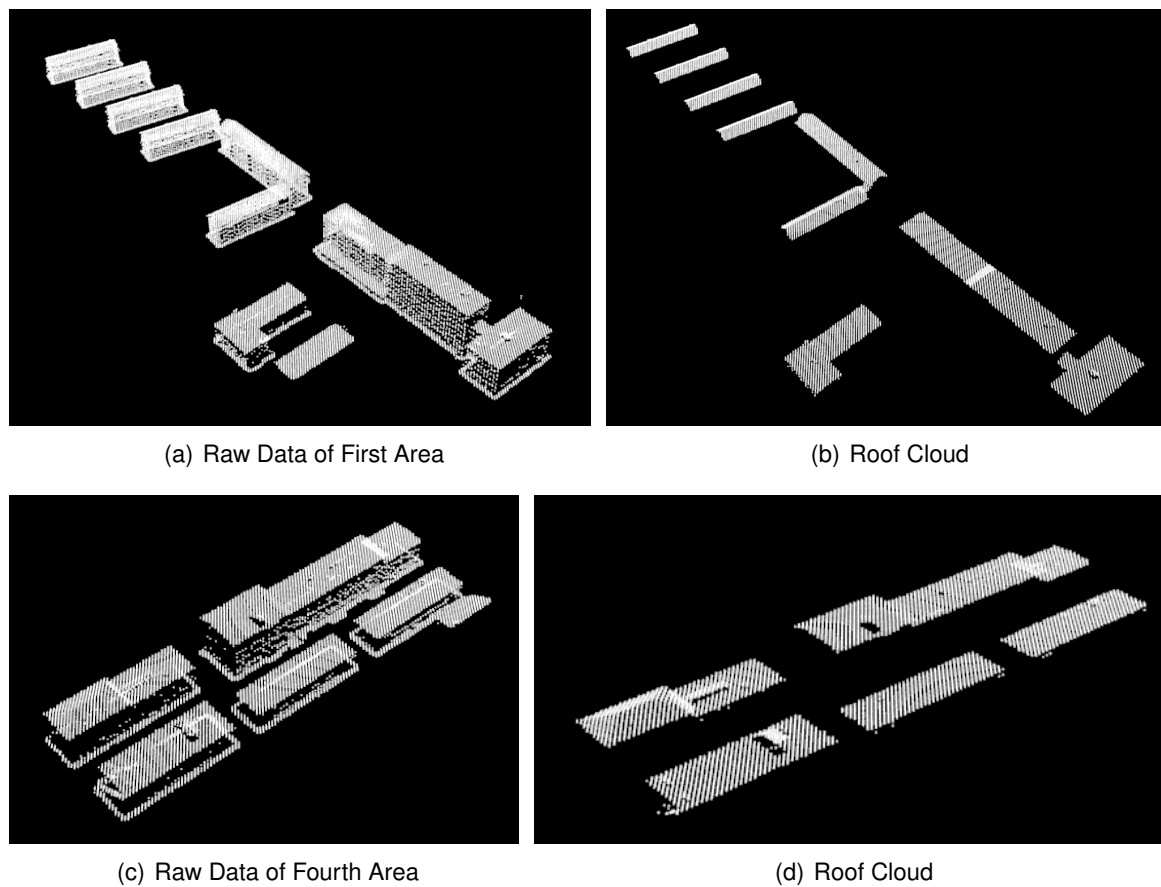 (a) Raw Data of First Area
(b) Roof Cloud
(c) Raw Data of Fourth Area
(d) Roof Cloud